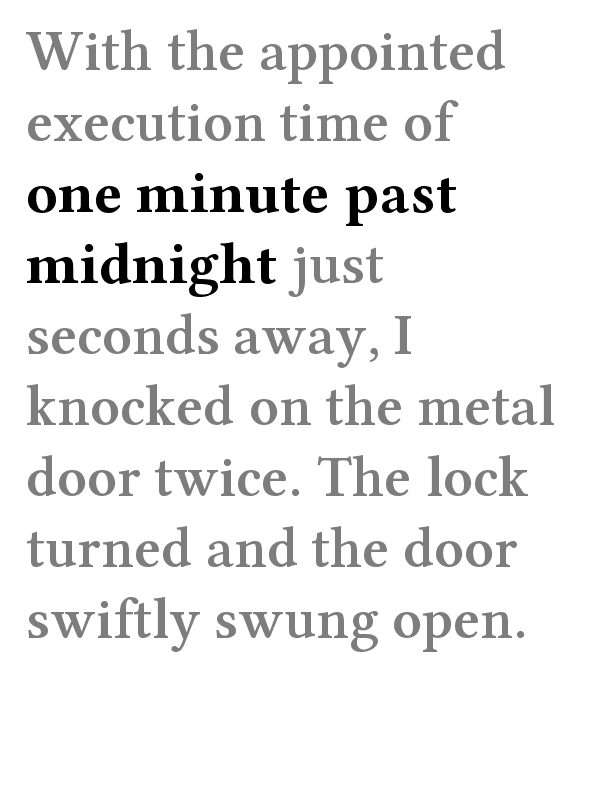 With the appointed
execution time of
one minute past
midnight just
seconds away, I
knocked on the metal
door twice. The lock
turned and the door
swiftly swung open.